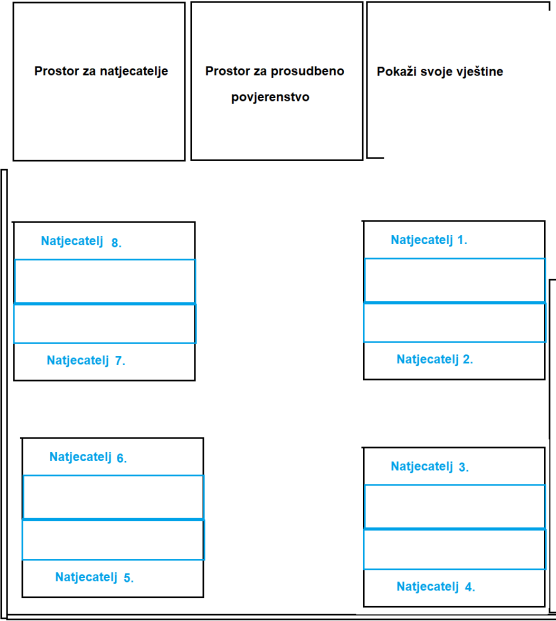 Prostor za natjecatelje
Prostor za prosudbeno
povjerenstvo
Pokaži svoje vještine
Natjecatelj 8.
Natjecatelj 1.
Natjecatelj 7.
Natjecatelj 2.
Natjecatelj 6.
Natjecatelj 3.
Natjecatelj 5.
Natjecatelj 4.